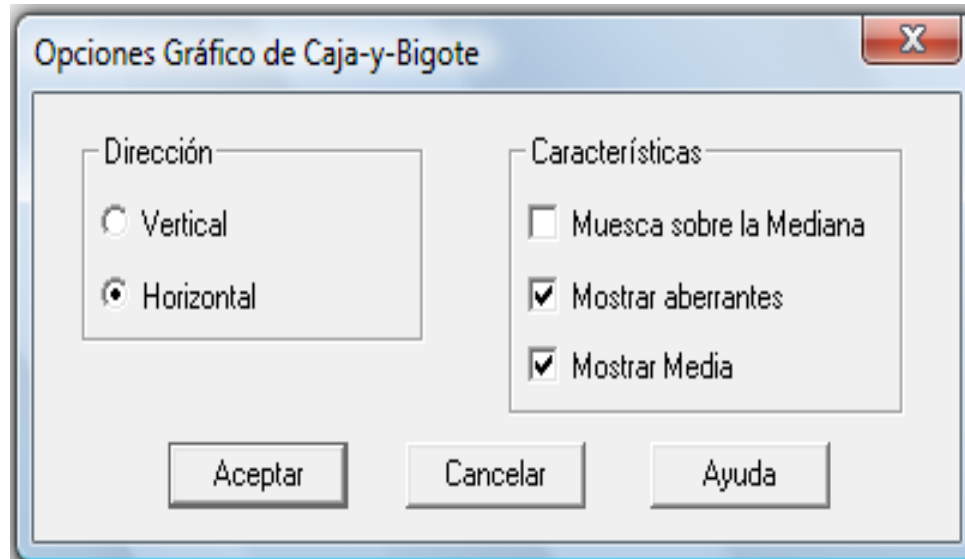 Opciones Gráfico de Caja-y-Bigote
Dirección
Vertical
Horizontal
Características
Muesca sobre la Mediana
Mostrar aberrantes
Mostrar Media
Aceptar
Cancelar
Ayuda